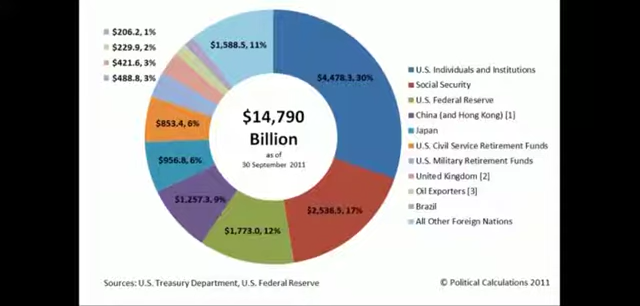 $206.2, 1%
$229.9, 2%
$421.6, 3%
$488.8, 3%
$1,588.5, 11%
$4,478.3, 30%
$853.4, 6%
$956.8, 6%
$1,257.3, 9%
$1,773.0, 12%
$2,536.5, 17%
$14,790
Billion
as of
30 September 2011
U.S. Individuals and Institutions
Social Security
U.S. Federal Reserve
China (and Hong Kong) [1]
Japan
U.S. Civil Service Retirement Funds
U.S. Military Retirement Funds
United Kingdom [2]
Oil Exporters [3]
Brazil
All Other Foreign Nations
Sources: U.S. Treasury Department, U.S. Federal Reserve
© Political Calculations 2011